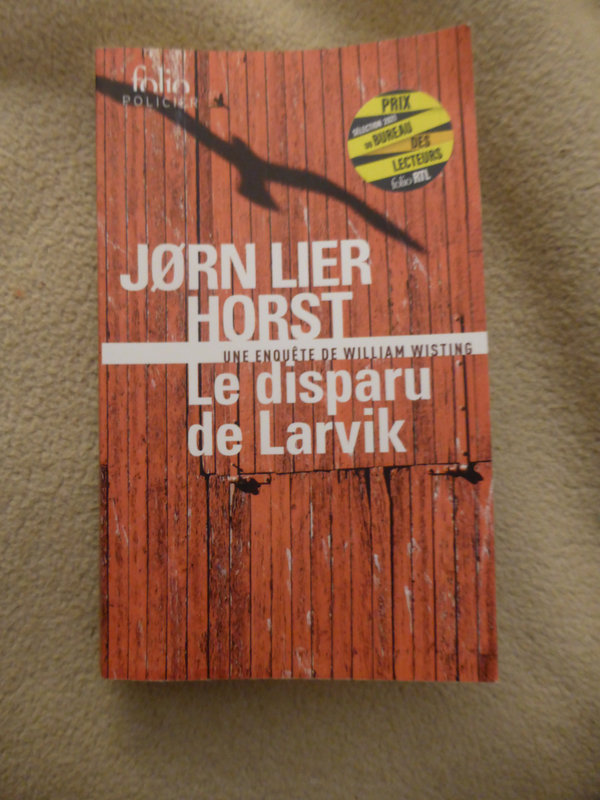 folio
POLICIER
PRIX
SÉLECTION 2021
DU BUREAU
DES
LECTEURS
folio RTL
JØRN LIER
HORST
UNE ENQUÊTE DE WILLIAM WISTING
Le disparu
de Larvik